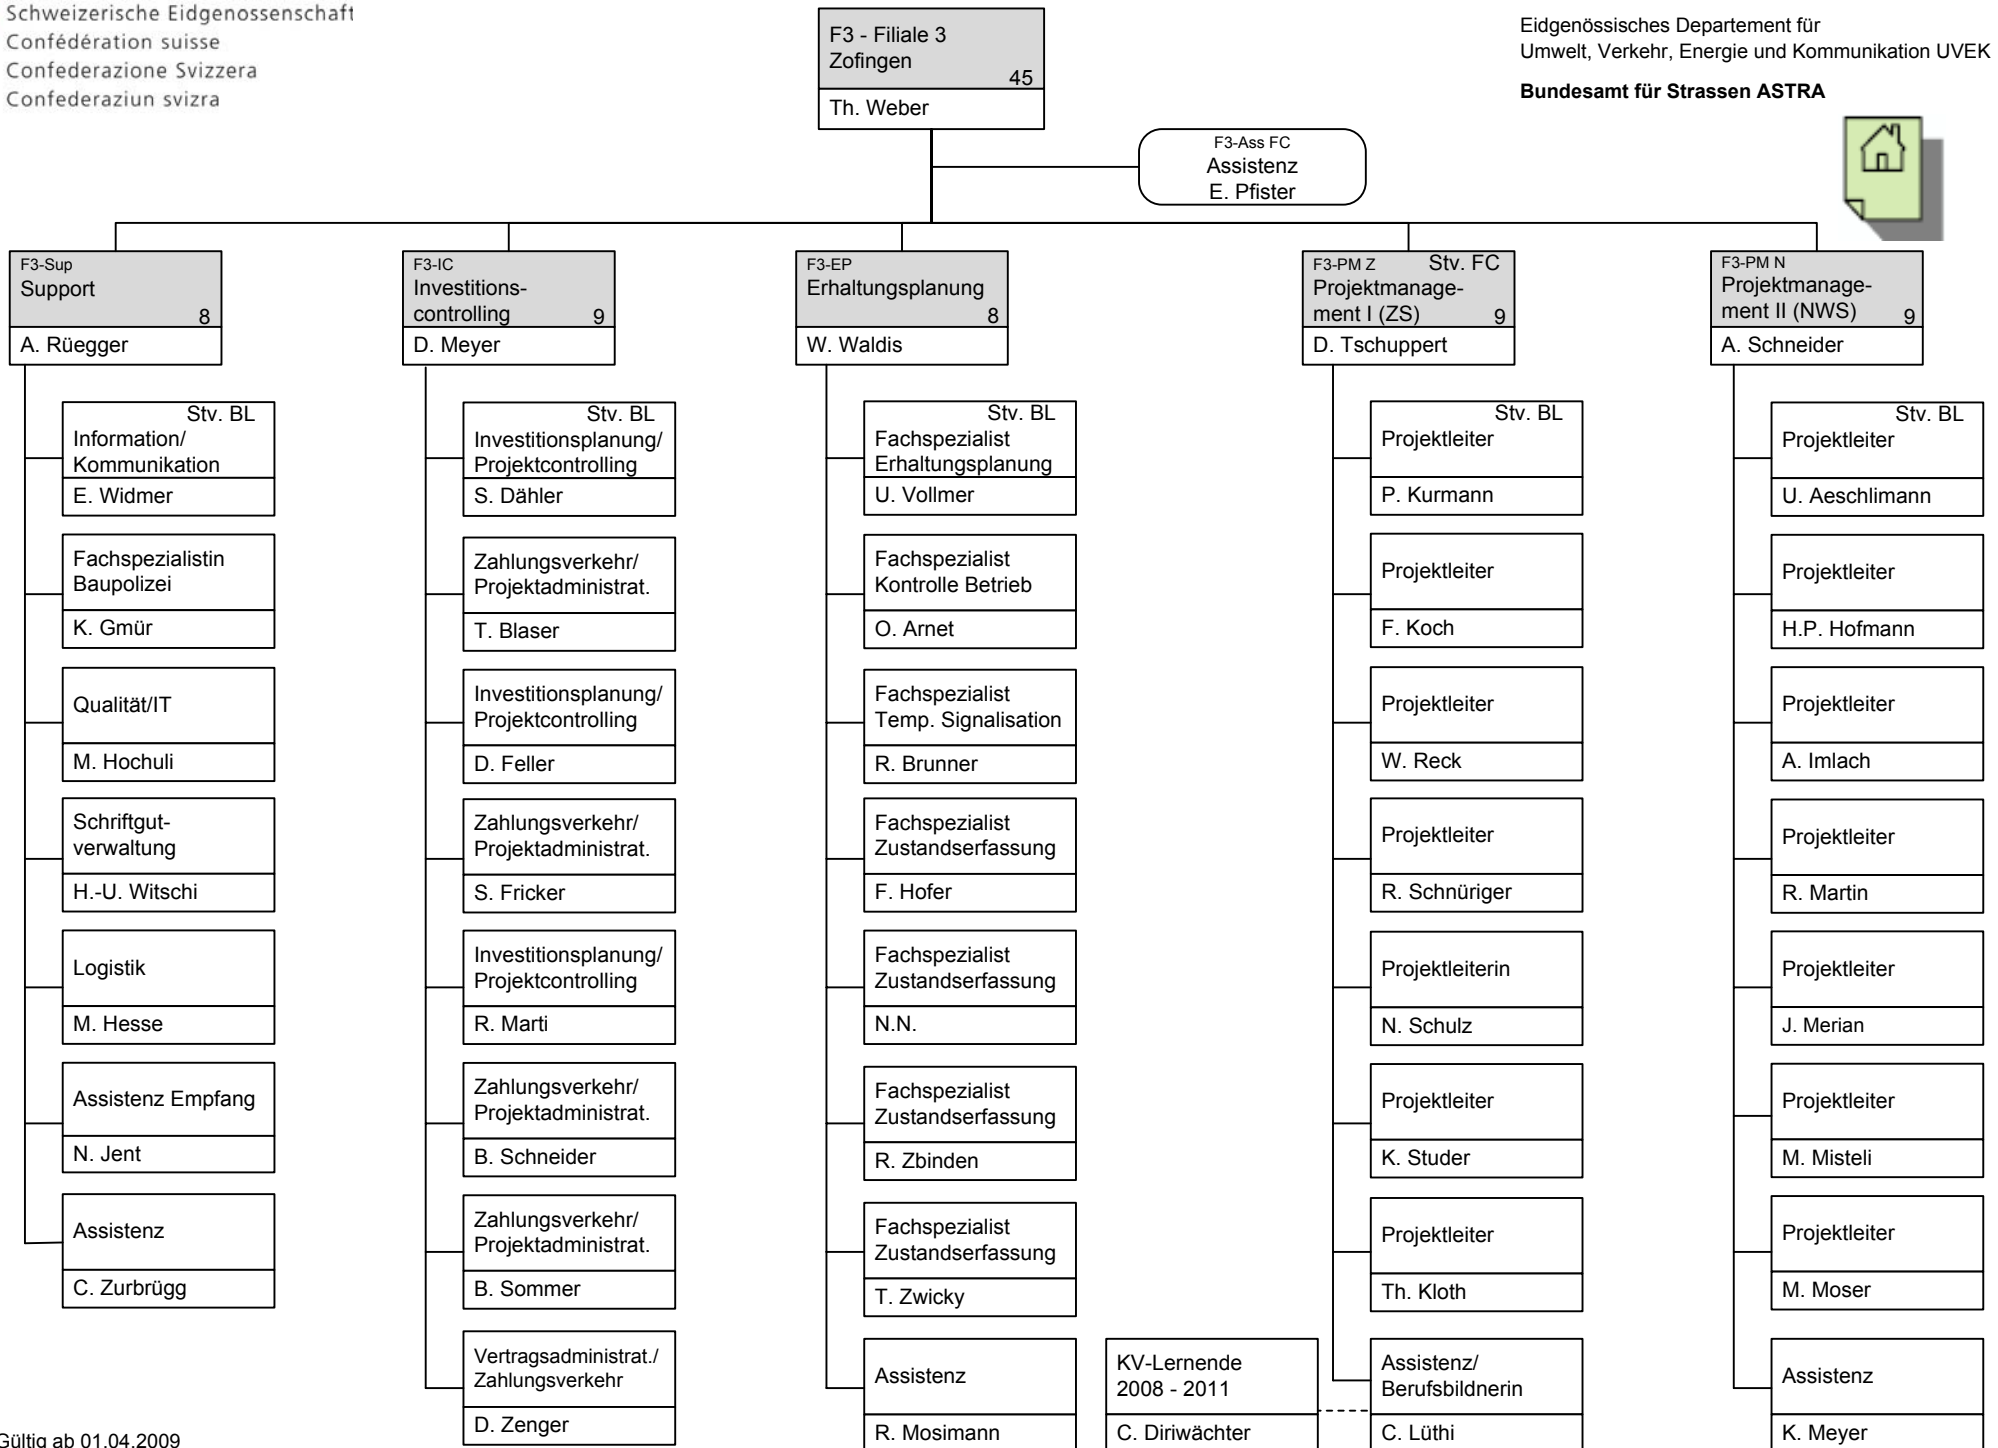 Schweizerische Eidgenossenschaft
Confédération suisse
Confederazione Svizzera
Confederaziun svizra
F3 - Filiale 3
Zofingen
45
Th. Weber
Eidgenössisches Departement für
Umwelt, Verkehr, Energie und Kommunikation UVEK
Bundesamt für Strassen ASTRA
F3-Ass FC
Assistenz
E. Pfister
F3-Sup
Support
8
A. Rüegger
Stv. BL
Information/
Kommunikation
E. Widmer
Fachspezialistin
Baupolizei
K. Gmür
Qualität/IT
M. Hochuli
Schriftgut-
verwaltung
H.-U. Witschi
Logistik
M. Hesse
Assistenz Empfang
N. Jent
Assistenz
C. Zurbrügg
F3-IC
Investitions-
controlling 9
D. Meyer
Stv. BL
Investitionsplanung/
Projektcontrolling
S. Dähler
Zahlungsverkehr/
Projektadministrat.
T. Blaser
Investitionsplanung/
Projektcontrolling
D. Feller
Zahlungsverkehr/
Projektadministrat.
S. Fricker
Investitionsplanung/
Projektcontrolling
R. Marti
Zahlungsverkehr/
Projektadministrat.
B. Schneider
Zahlungsverkehr/
Projektadministrat.
B. Sommer
Vertragsadministrat./
Zahlungsverkehr
D. Zenger
F3-EP
Erhaltungsplanung
8
W. Waldis
Stv. BL
Fachspezialist
Erhaltungsplanung
U. Vollmer
Fachspezialist
Kontrolle Betrieb
O. Arnet
Fachspezialist
Temp. Signalisation
R. Brunner
Fachspezialist
Zustandserfassung
F. Hofer
Fachspezialist
Zustandserfassung
N.N.
Fachspezialist
Zustandserfassung
R. Zbinden
Fachspezialist
Zustandserfassung
T. Zwicky
Assistenz
R. Mosimann
F3-PM Z Stv. FC
Projektmanage-
ment I (ZS) 9
D. Tschuppert
Stv. BL
Projektleiter
P. Kurmann
Projektleiter
F. Koch
Projektleiter
W. Reck
Projektleiter
R. Schnüriger
Projektleiterin
N. Schulz
Projektleiter
K. Studer
Projektleiter
Th. Kloth
KV-Lernende
2008 - 2011
C. Diriwächter
Assistenz/
Berufsbildnerin
C. Lüthi
F3-PM N
Projektmanage-
ment II (NWS) 9
A. Schneider
Stv. BL
Projektleiter
U. Aeschlimann
Projektleiter
H.P. Hofmann
Projektleiter
A. Imlach
Projektleiter
R. Martin
Projektleiter
J. Merian
Projektleiter
M. Misteli
Projektleiter
M. Moser
Assistenz
K. Meyer
Gültig ab 01.04.2009